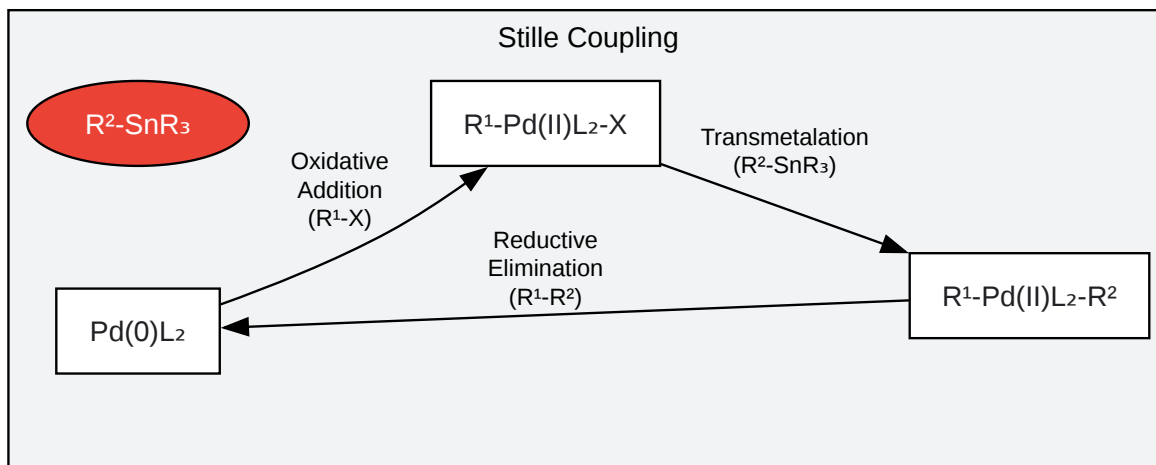 Stille Coupling
R²-SnR₃
R¹-Pd(II)L₂-X
Oxidative
Addition
(R¹-X)
Transmetalation
(R²-SnR₃)
Reductive
Elimination
(R¹-R²)
Pd(0)L₂
R¹-Pd(II)L₂-R²